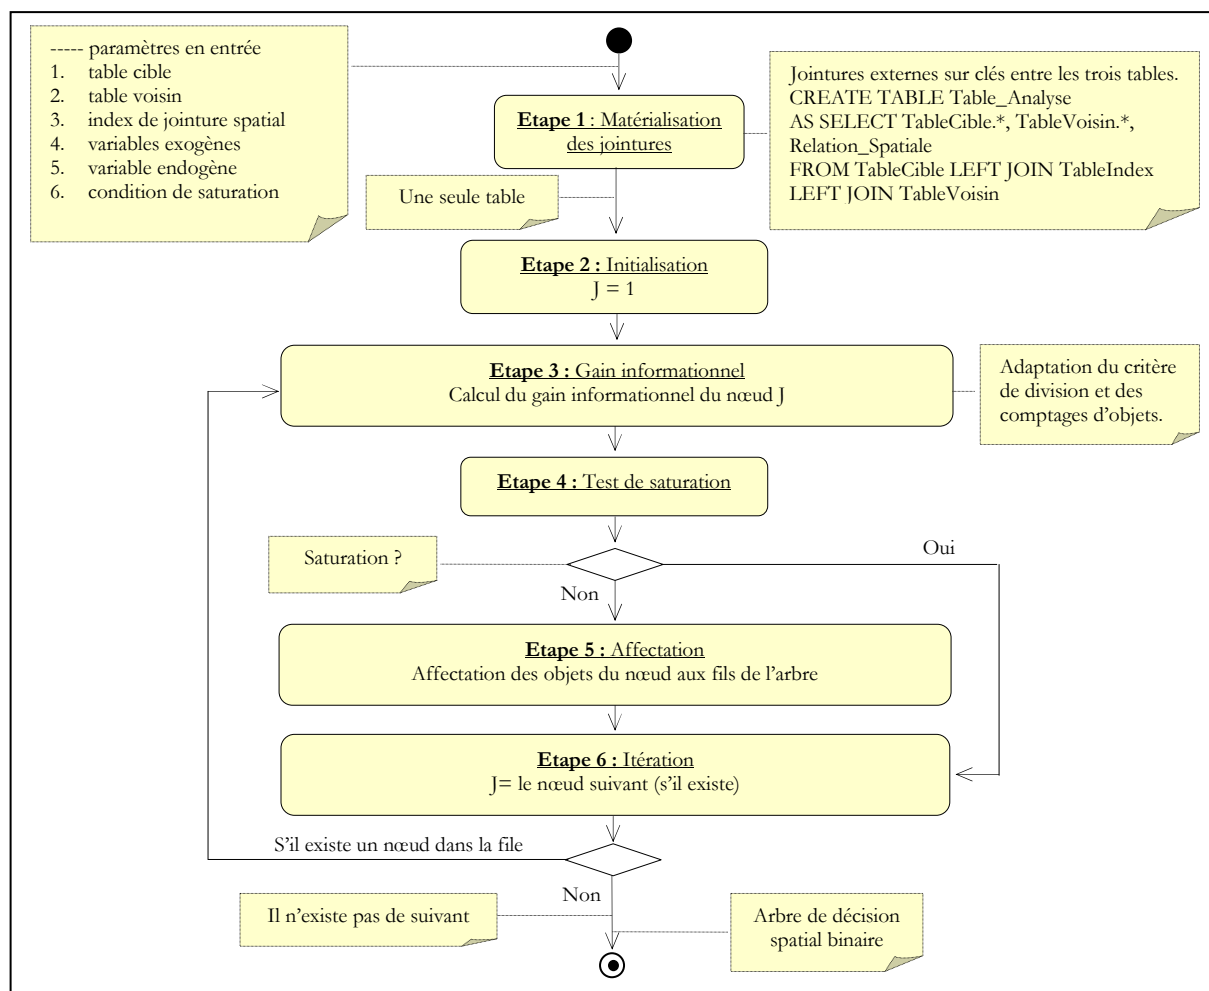 ----- paramètres en entrée
1. table cible
2. table voisin
3. index de jointure spatial
4. variables exogènes
5. variable endogène
6. condition de saturation
Etape 1 : Matérialisation
des jointures
Jointures externes sur clés entre les trois tables.
CREATE TABLE Table_Analyse
AS SELECT TableCible.*, TableVoisin.*,
Relation_Spatiale
FROM TableCible LEFT JOIN TableIndex
LEFT JOIN TableVoisin
Une seule table
Etape 2 : Initialisation
J = 1
Etape 3 : Gain informationnel
Calcul du gain informationnel du nœud J
Adaptation du critère
de division et des
comptages d’objets.
Etape 4 : Test de saturation
Saturation ?
Oui
Non
Etape 5 : Affectation
Affectation des objets du nœud aux fils de l’arbre
Etape 6 : Itération
J= le nœud suivant (s’il existe)
S’il existe un nœud dans la file
Non
Il n’existe pas de suivant
Arbre de décision
spatial binaire